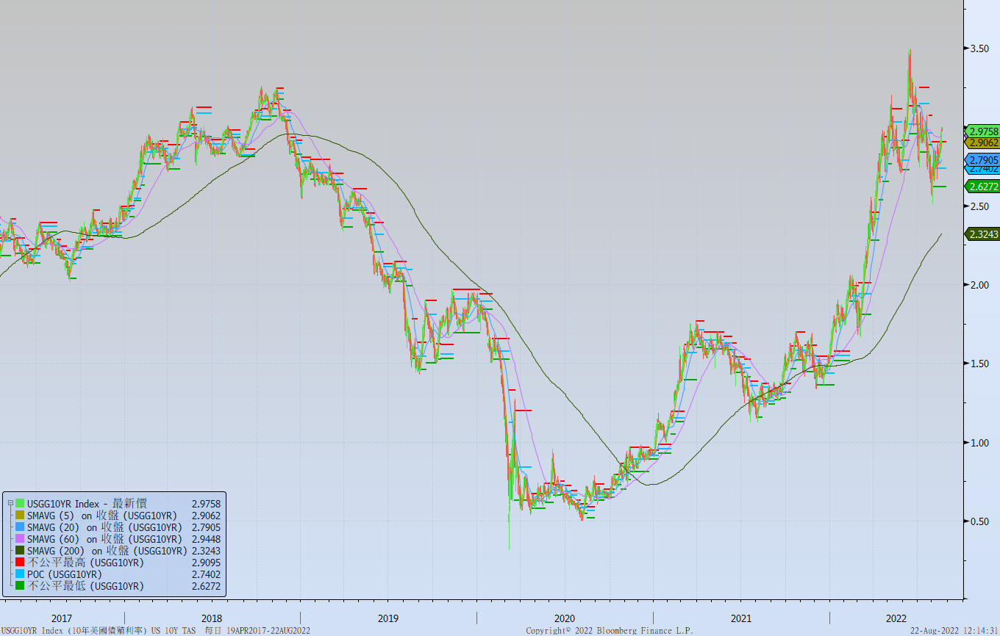 3.50
2.9758
2.9062
2.7905
2.7402
2.6272
2.50
2.3243
2.00
1.50
1.00
0.50
USGG10YR Index - 最新價 2.9758
SMAVG (5) on 收盤 (USGG10YR) 2.9062
SMAVG (20) on 收盤 (USGG10YR) 2.7905
SMAVG (60) on 收盤 (USGG10YR) 2.9448
SMAVG (200) on 收盤 (USGG10YR) 2.3243
不公平最高 (USGG10YR) 2.9095
POC (USGG10YR) 2.7402
不公平最低 (USGG10YR) 2.6272
2017 2018 2019 2020 2021 2022
USGG10YR Index (10年美國債殖利率) US 10Y TAS 每日 19APR2017-22AUG2022 Copyright© 2022 Bloomberg Finance L.P. 22-Aug-2022 12:14:31